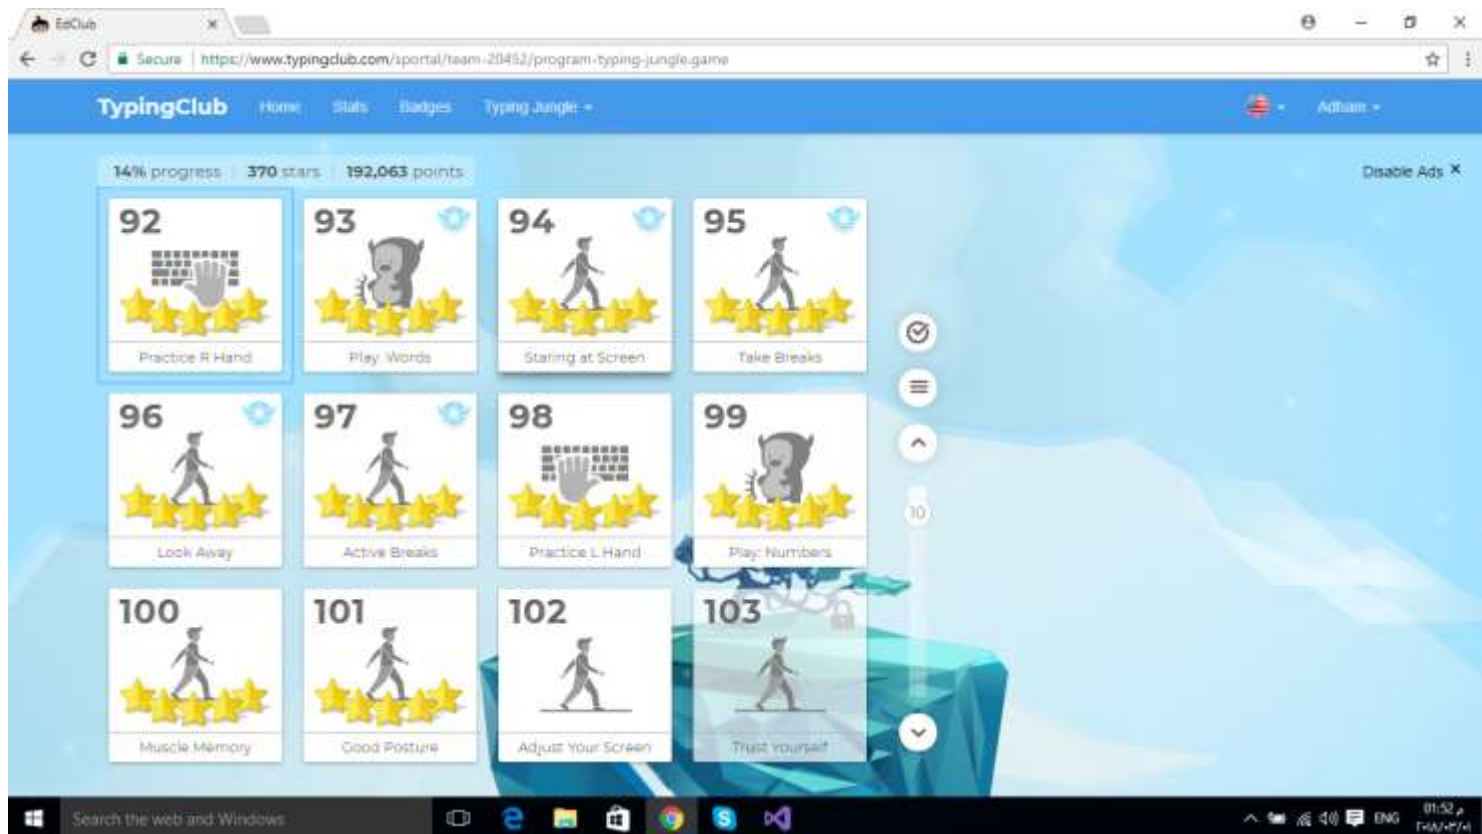 EdClub
Secure https://www.typingclub.com/sportal/team-20452/program-typing-jungle.game
TypingClub Home Stats Badges Typing Jungle Adham
14% progress 370 stars 192,063 points Disable Ads ×
92 93 94 95
Practice R Hand Play: Words Staring at Screen Take Breaks
96 97 98 99
10
Look Away Active Breaks Practice L Hand Play: Numbers
100 101 102 103
Muscle Memory Good Posture Adjust Your Screen Trust Yourself
Search the web and Windows ENG 01:52 م